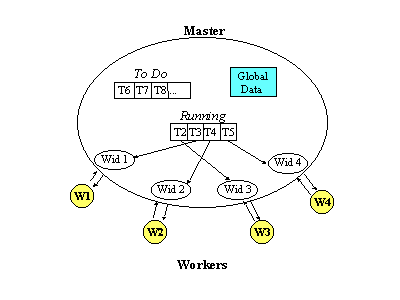 Master
To Do
T6 T7 T8 ...
Global
Data
Running
T2 T3 T4 T5
Wid 1
Wid 4
Wid 2
Wid 3
W1
W4
W2
W3
Workers